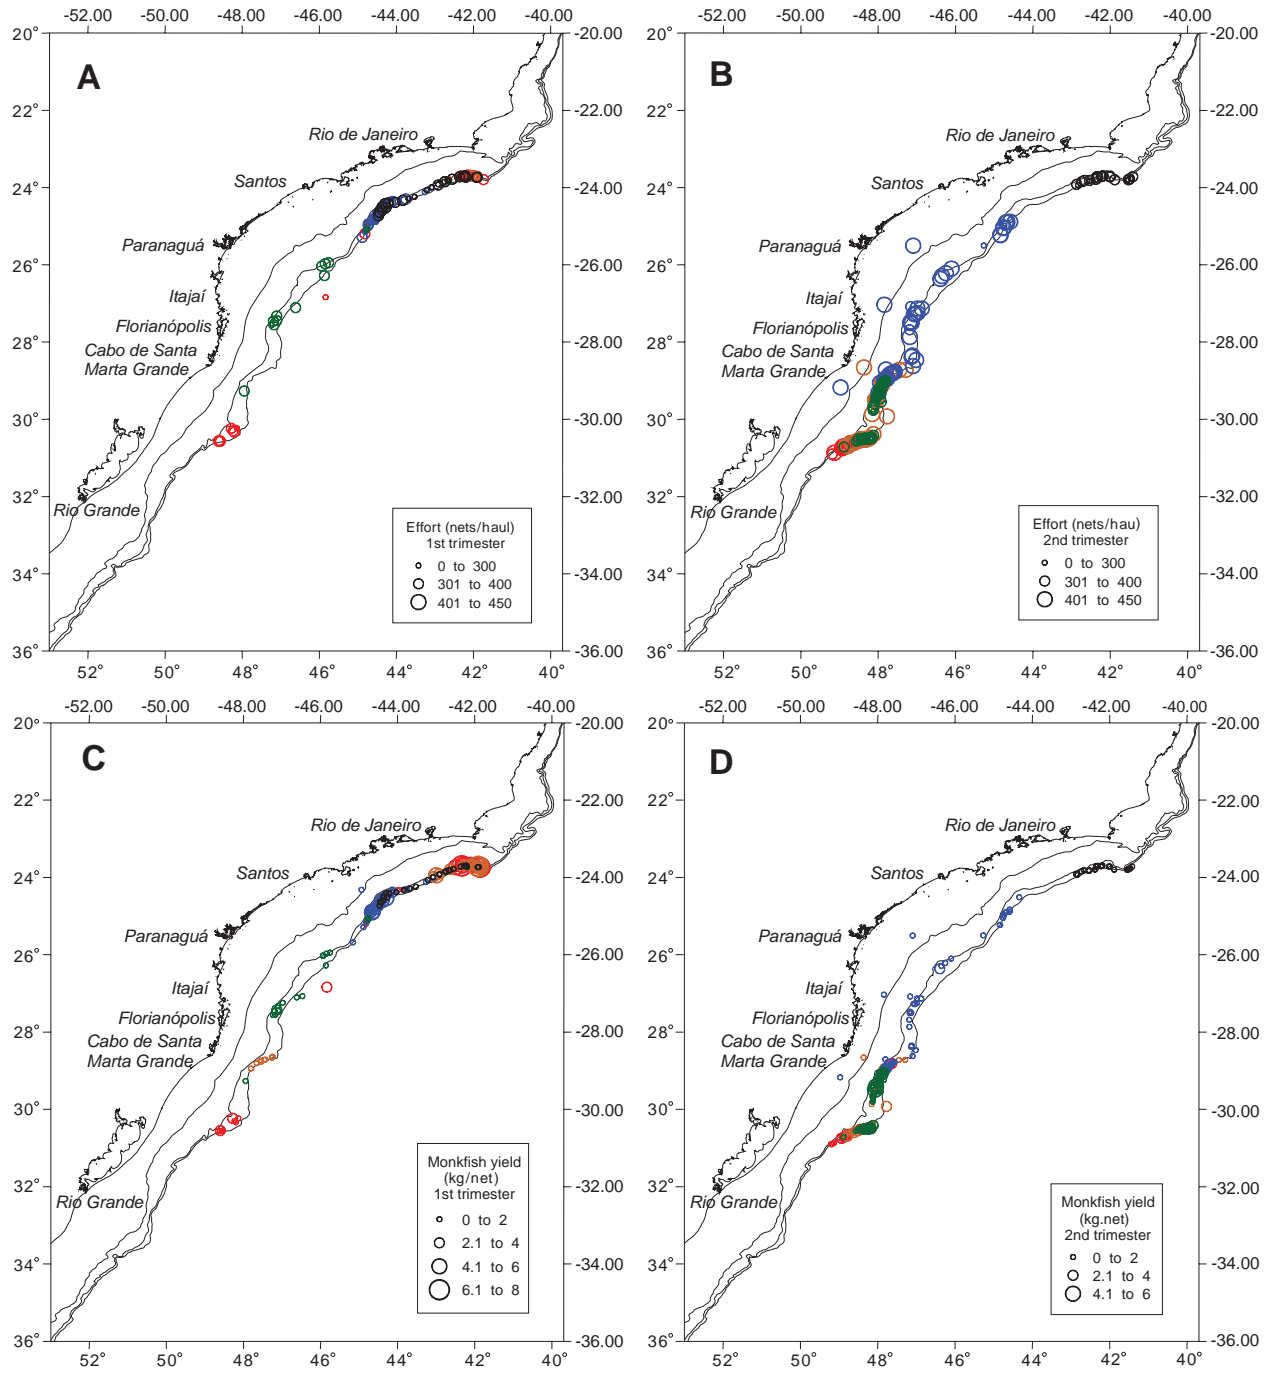 -52.00 -50.00 -48.00 -46.00 -44.00 -42.00 -40.00
20° -20.00
A
22° -22.00
Rio de Janeiro
Santos
24° -24.00
Paranaguá
26° -26.00
Itajaí
Florianópolis
28° -28.00
Cabo de Santa
Marta Grande
30° -30.00
32° -32.00
Rio Grande
Effort (nets/haul)
1st trimester
0 to 300
301 to 400
401 to 450
34° -34.00
36° -36.00
52° 50° 48° 46° 44° 42° 40°
-52.00 -50.00 -48.00 -46.00 -44.00 -42.00 -40.00
20° -20.00
B
22° -22.00
Rio de Janeiro
Santos
24° -24.00
Paranaguá
26° -26.00
Itajaí
Florianópolis
28° -28.00
Cabo de Santa
Marta Grande
30° -30.00
32° -32.00
Rio Grande
Effort (nets/hau)
2nd trimester
0 to 300
301 to 400
401 to 450
34° -34.00
36° -36.00
52° 50° 48° 46° 44° 42° 40°
-52.00 -50.00 -48.00 -46.00 -44.00 -42.00 -40.00
20° -20.00
C
22° -22.00
Rio de Janeiro
Santos
24° -24.00
Paranaguá
26° -26.00
Itajaí
Florianópolis
28° -28.00
Cabo de Santa
Marta Grande
30° -30.00
32° -32.00
Rio Grande
Monkfish yield
(kg/net)
1st trimester
0 to 2
2.1 to 4
4.1 to 6
6.1 to 8
34° -34.00
36° -36.00
52° 50° 48° 46° 44° 42° 40°
-52.00 -50.00 -48.00 -46.00 -44.00 -42.00 -40.00
20° -20.00
D
22° -22.00
Rio de Janeiro
Santos
24° -24.00
Paranaguá
26° -26.00
Itajaí
Florianópolis
28° -28.00
Cabo de Santa
Marta Grande
30° -30.00
32° -32.00
Rio Grande
Monkfish yield
(kg.net)
2nd trimester
0 to 2
2.1 to 4
4.1 to 6
34° -34.00
36° -36.00
52° 50° 48° 46° 44° 42° 40°